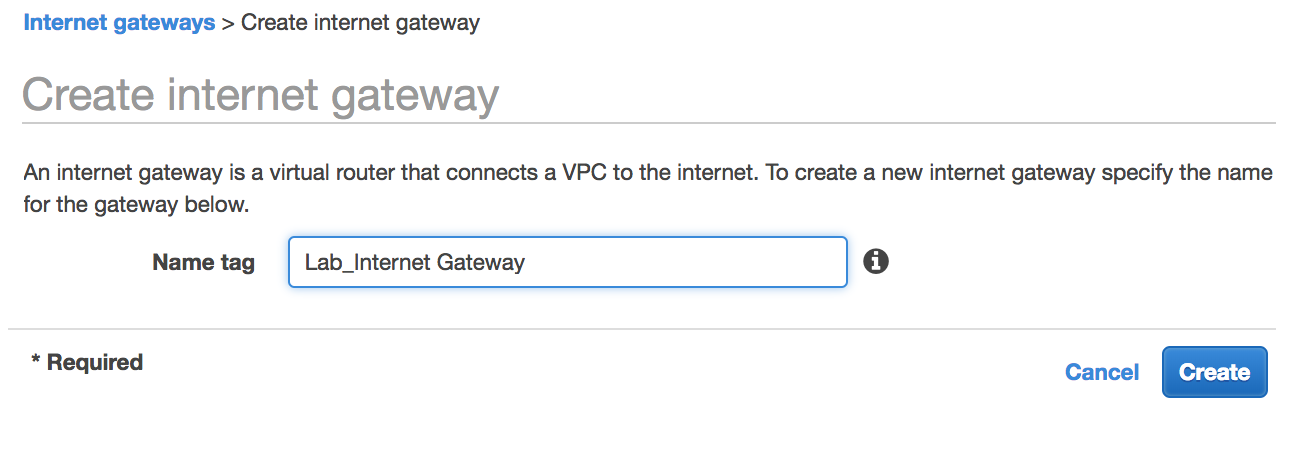 Internet gateways > Create internet gateway
Create internet gateway
An internet gateway is a virtual router that connects a VPC to the internet. To create a new internet gateway specify the name
for the gateway below.
Name tag Lab_Internet Gateway
* Required
Cancel Create